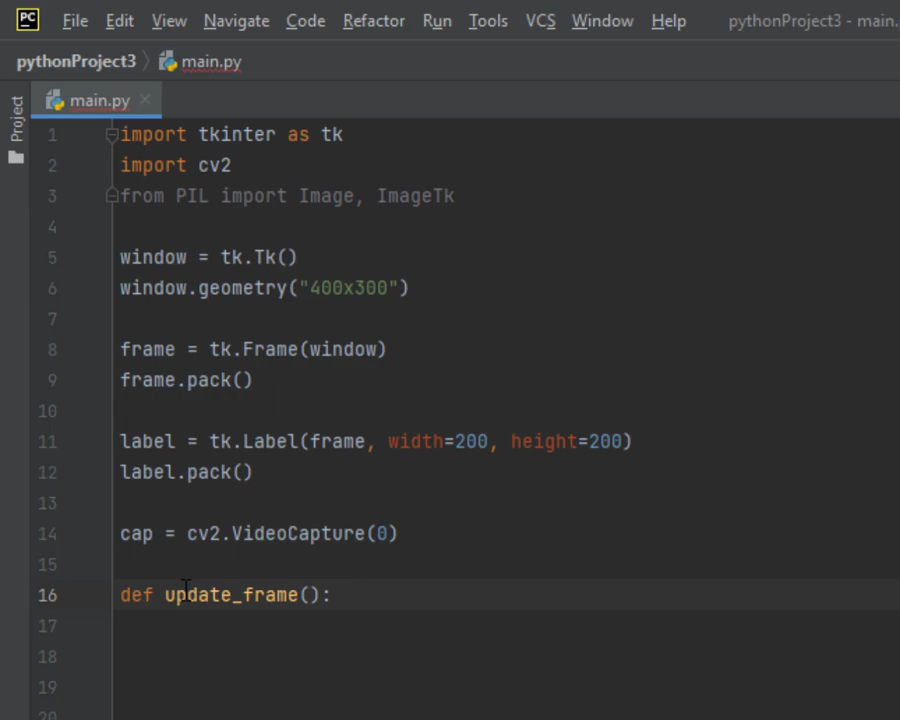 PC File Edit View Navigate Code Refactor Run Tools VCS Window Help pythonProject3 - main.
pythonProject3 main.py
Project main.py
1 import tkinter as tk
2 import cv2
3 from PIL import Image, ImageTk
4
5 window = tk.Tk()
6 window.geometry("400x300")
7
8 frame = tk.Frame(window)
9 frame.pack()
10
11 label = tk.Label(frame, width=200, height=200)
12 label.pack()
13
14 cap = cv2.VideoCapture(0)
15
16 def update_frame():
17
18
19
20